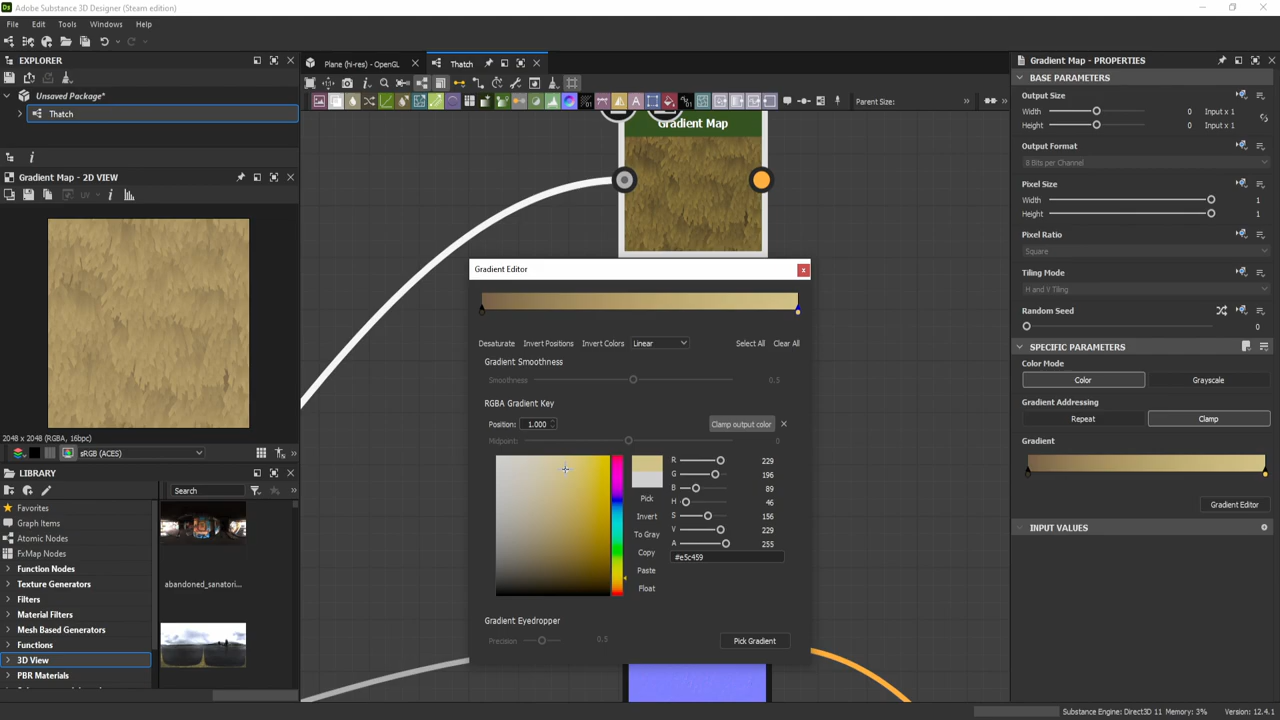 Adobe Substance 3D Designer (Steam edition)
File Edit Tools Windows Help
EXPLORER
Unsaved Package*
Thatch
Gradient Map - 2D VIEW
UV
2048 x 2048 (RGBA, 16bpc)
sRGB (ACES)
LIBRARY
Search
Favorites
Graph Items
Atomic Nodes
FxMap Nodes
Function Nodes
Texture Generators
Filters
Material Filters
Mesh Based Generators
Functions
3D View
PBR Materials
abandoned_sanatori...
Plane (hi-res) - OpenGL
Thatch
Parent Size:
Gradient Map
Gradient Editor
Desaturate Invert Positions Invert Colors Linear Select All Clear All
Gradient Smoothness
Smoothness 0.5
RGBA Gradient Key
Position: 1.000 Clamp output color
Midpoint: 0
R 229
G 196
B 89
H 46
S 156
V 229
A 255
#e5c459
Pick
Invert
To Gray
Copy
Paste
Float
Gradient Eyedropper
Precision 0.5 Pick Gradient
Gradient Map - PROPERTIES
BASE PARAMETERS
Output Size
Width 0 Input x 1
Height 0 Input x 1
Output Format
8 Bits per Channel
Pixel Size
Width 1
Height 1
Pixel Ratio
Square
Tiling Mode
H and V Tiling
Random Seed
0
SPECIFIC PARAMETERS
Color Mode
Color Grayscale
Gradient Addressing
Repeat Clamp
Gradient
Gradient Editor
INPUT VALUES
Substance Engine: Direct3D 11 Memory: 3% Version: 12.4.1